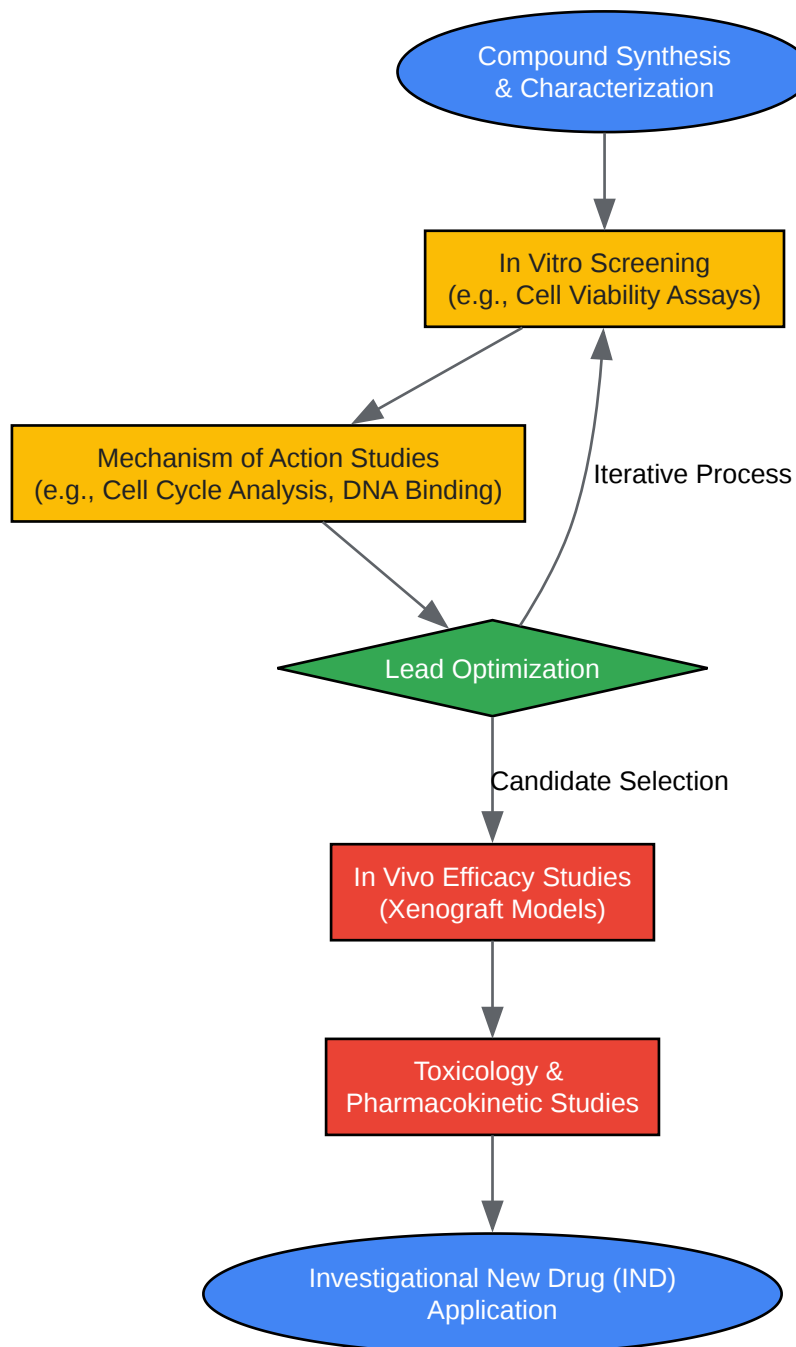 Compound Synthesis
& Characterization
In Vitro Screening
(e.g., Cell Viability Assays)
Mechanism of Action Studies
(e.g., Cell Cycle Analysis, DNA Binding)
Iterative Process
Lead Optimization
Candidate Selection
In Vivo Efficacy Studies
(Xenograft Models)
Toxicology &
Pharmacokinetic Studies
Investigational New Drug (IND)
Application